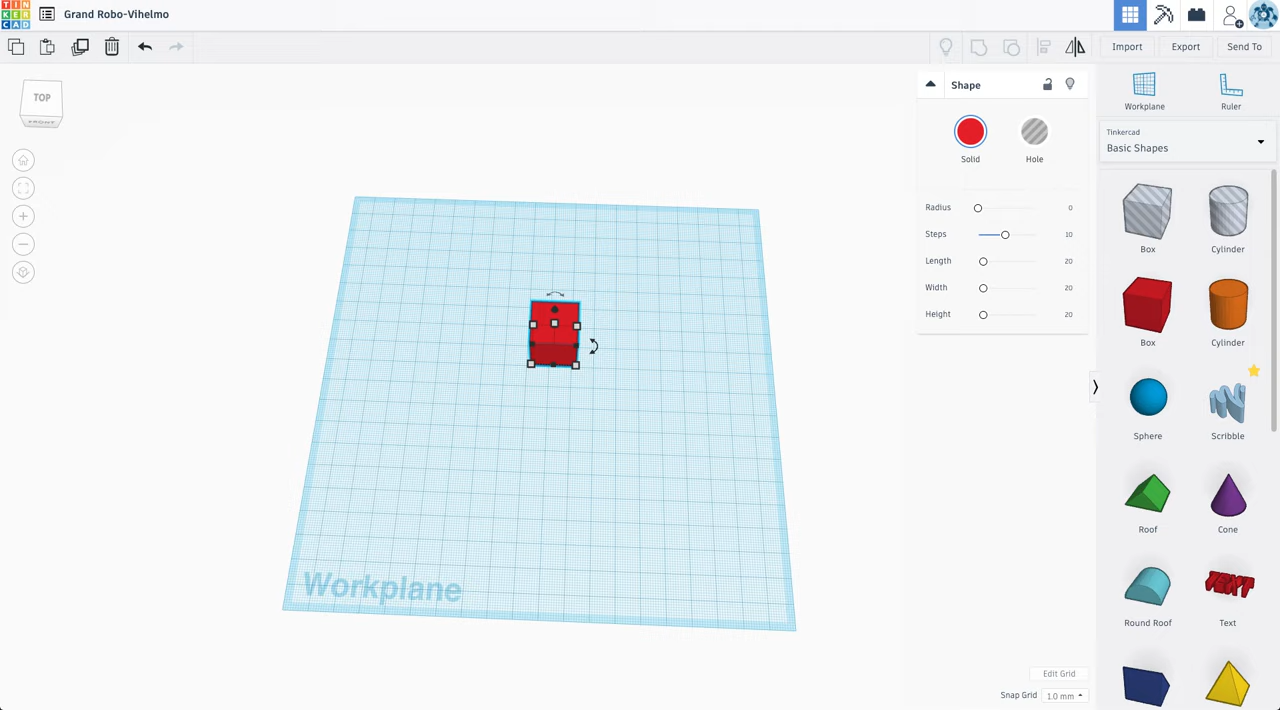 TIN
KER
CAD
Grand Robo-Vihelmo
Import
Export
Send To
TOP
FRONT
Shape
Solid
Hole
Radius 0
Steps 10
Length 20
Width 20
Height 20
Workplane
Ruler
Tinkercad
Basic Shapes
Box
Cylinder
Box
Cylinder
Sphere
Scribble
Roof
Cone
Round Roof
Text
TEXT
Workplane
Edit Grid
Snap Grid 1.0 mm